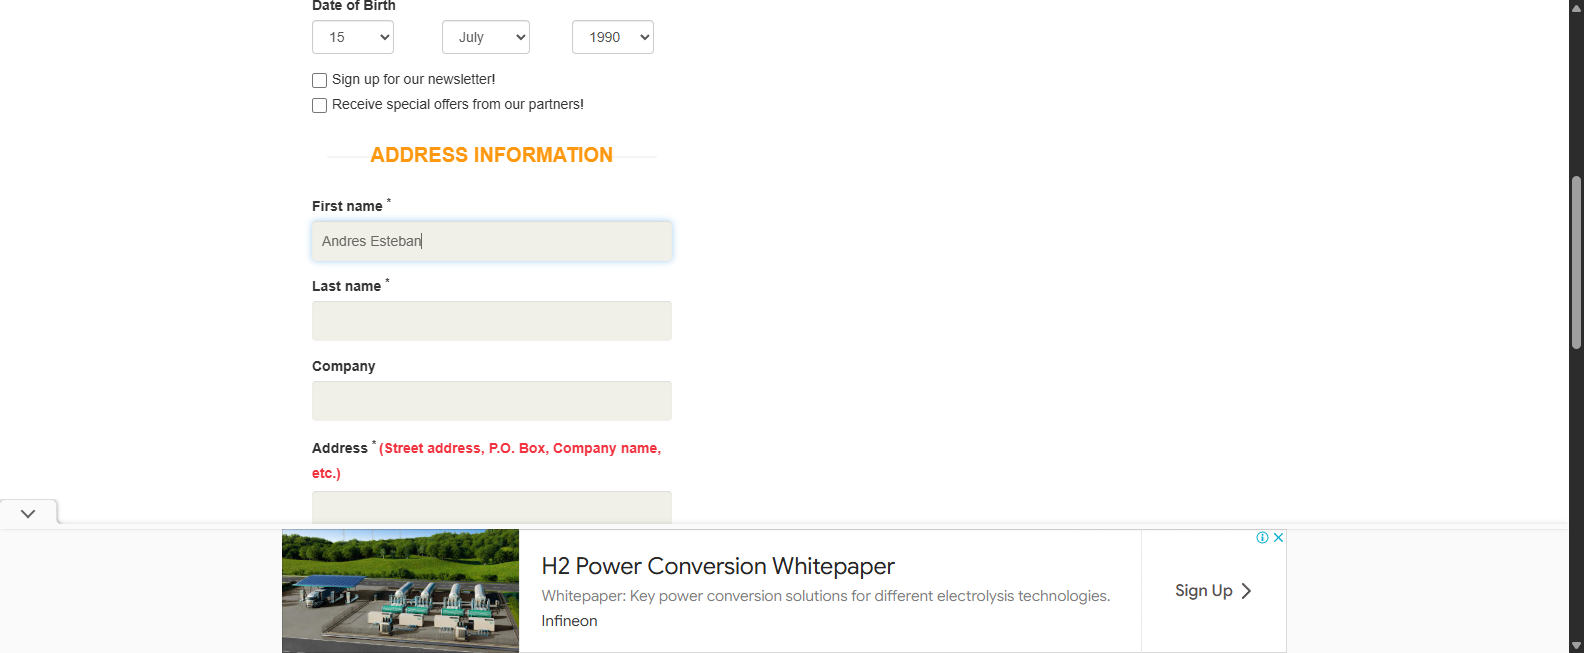 Date of Birth
15 July 1990
Sign up for our newsletter!
Receive special offers from our partners!
ADDRESS INFORMATION
First name *
Andres Esteban
Last name *
Company
Address * (Street address, P.O. Box, Company name,
etc.)
H2 Power Conversion Whitepaper
Whitepaper: Key power conversion solutions for different electrolysis technologies.
Infineon
Sign Up